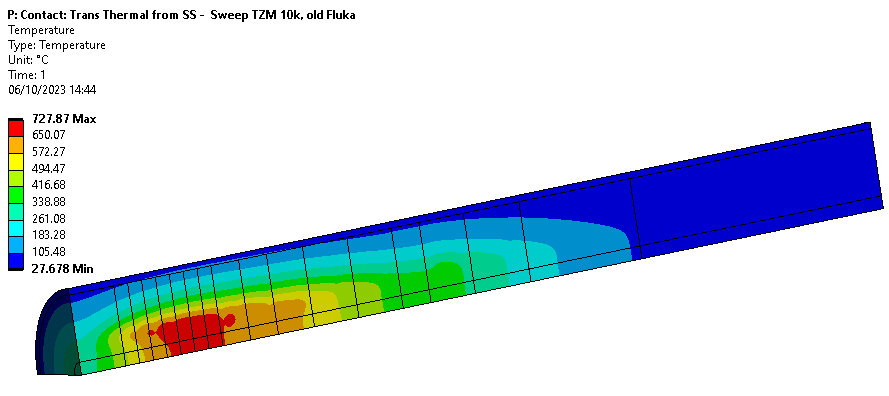 P: Contact: Trans Thermal from SS - Sweep TZM 10k, old Fluka
Temperature
Type: Temperature
Unit: °C
Time: 1
06/10/2023 14:44
727.87 Max
650.07
572.27
494.47
416.68
338.88
261.08
183.28
105.48
27.678 Min